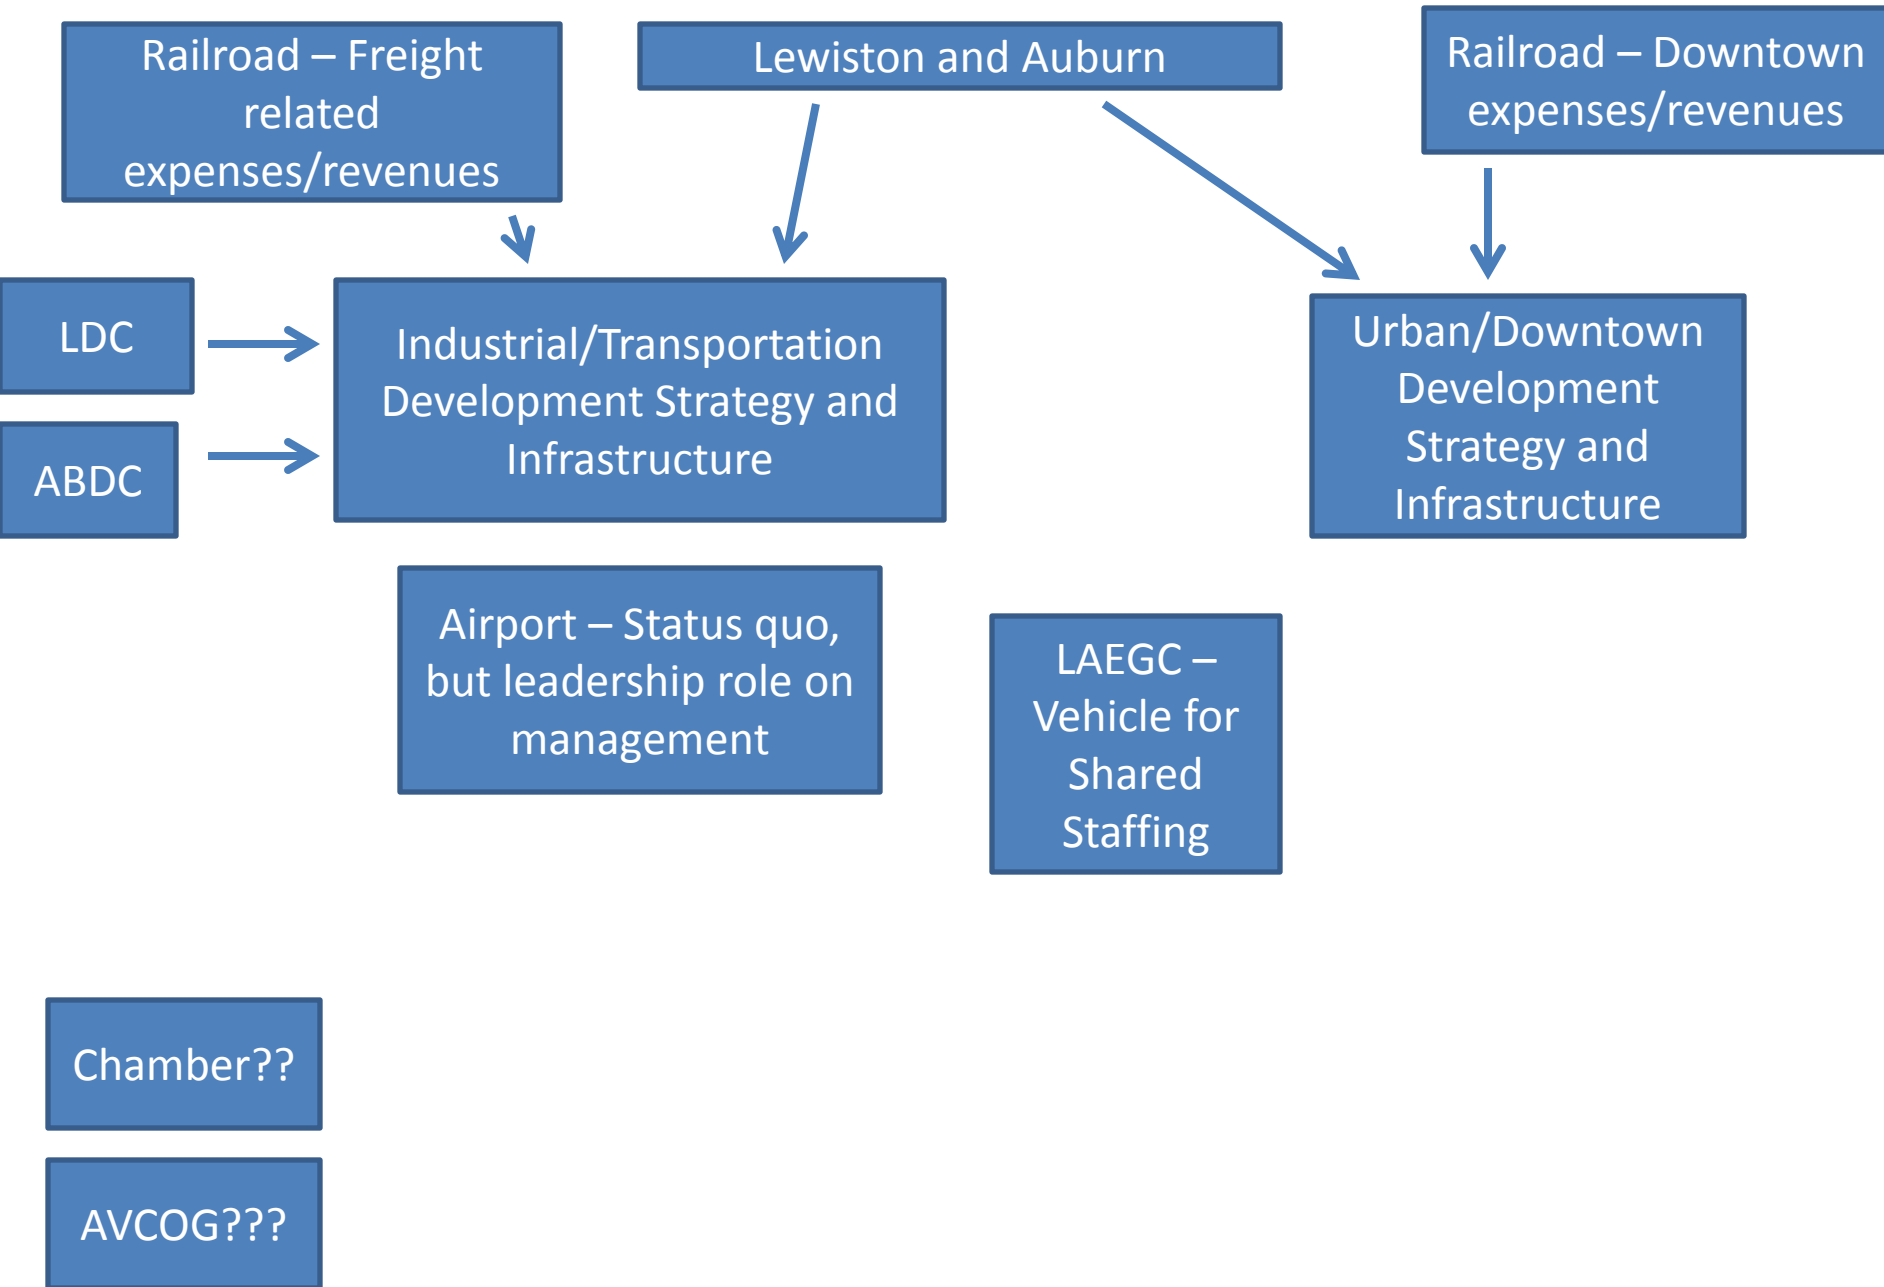 Railroad – Freight
related
expenses/revenues
Lewiston and Auburn
Railroad – Downtown
expenses/revenues
LDC
ABDC
Industrial/Transportation
Development Strategy and
Infrastructure
Urban/Downtown
Development
Strategy and
Infrastructure
Airport – Status quo,
but leadership role on
management
LAEGC –
Vehicle for
Shared
Staffing
Chamber??
AVCOG???